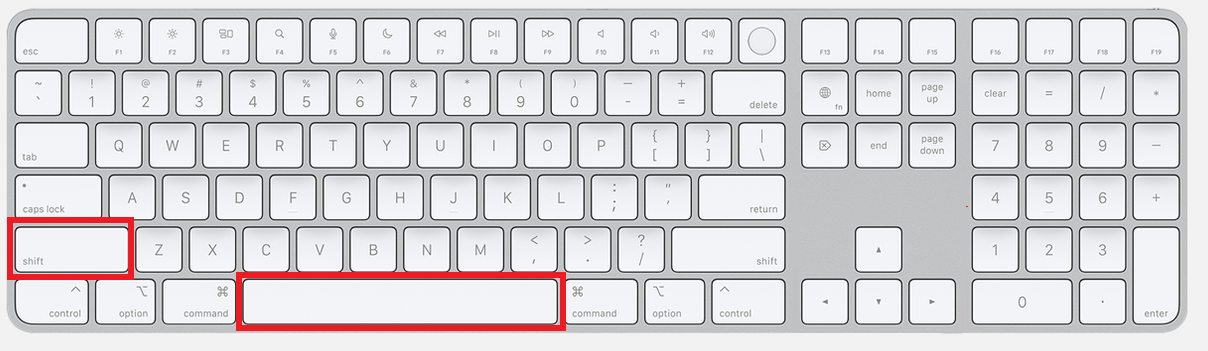 esc F1 F2 F3 F4 F5 F6 F7 F8 F9 F10 F11 F12 F13 F14 F15 F16 F17 F18 F19
~ ! @ # $ % ^ & * ( ) — +
` 1 2 3 4 5 6 7 8 9 0 - = delete fn home page up clear = / *
tab Q W E R T Y U I O P { [ } ] | \ end page down 7 8 9 −
caps lock A S D F G H J K L : ; " ' return 4 5 6 +
shift Z X C V B N M < , > . ? / shift 1 2 3
control option command command option control 0 . enter